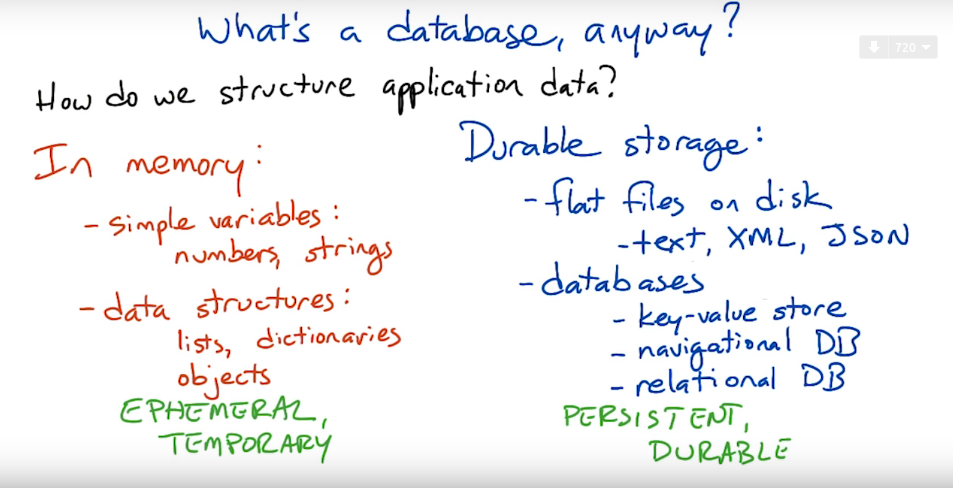 What's a database, anyway?
720
How do we structure application data?
In memory:
- simple variables:
numbers, strings
- data structures:
lists, dictionaries
objects
EPHEMERAL,
TEMPORARY
Durable storage:
- flat files on disk
- text, XML, JSON
- databases
- key-value store
- navigational DB
- relational DB
PERSISTENT,
DURABLE